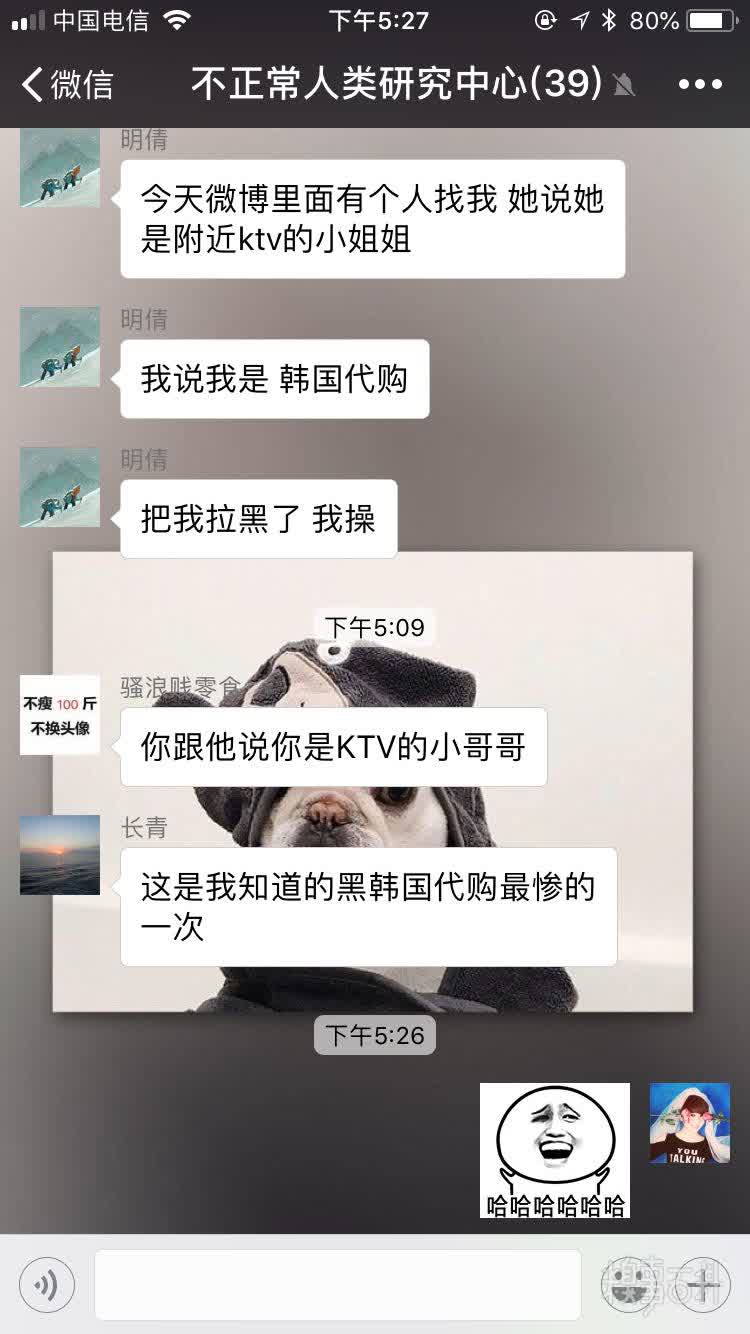 中国电信
下午5:27
80%
微信
不正常人类研究中心(39)
明倩
今天微博里面有个人找我 她说她
是附近ktv的小姐姐
明倩
我说我是 韩国代购
明倩
把我拉黑了 我操
下午5:09
骚浪贱零食
不瘦 100 斤
不换头像
你跟他说你是KTV的小哥哥
长青
这是我知道的黑韩国代购最惨的
一次
下午5:26
哈哈哈哈哈哈
YOU
TALKING